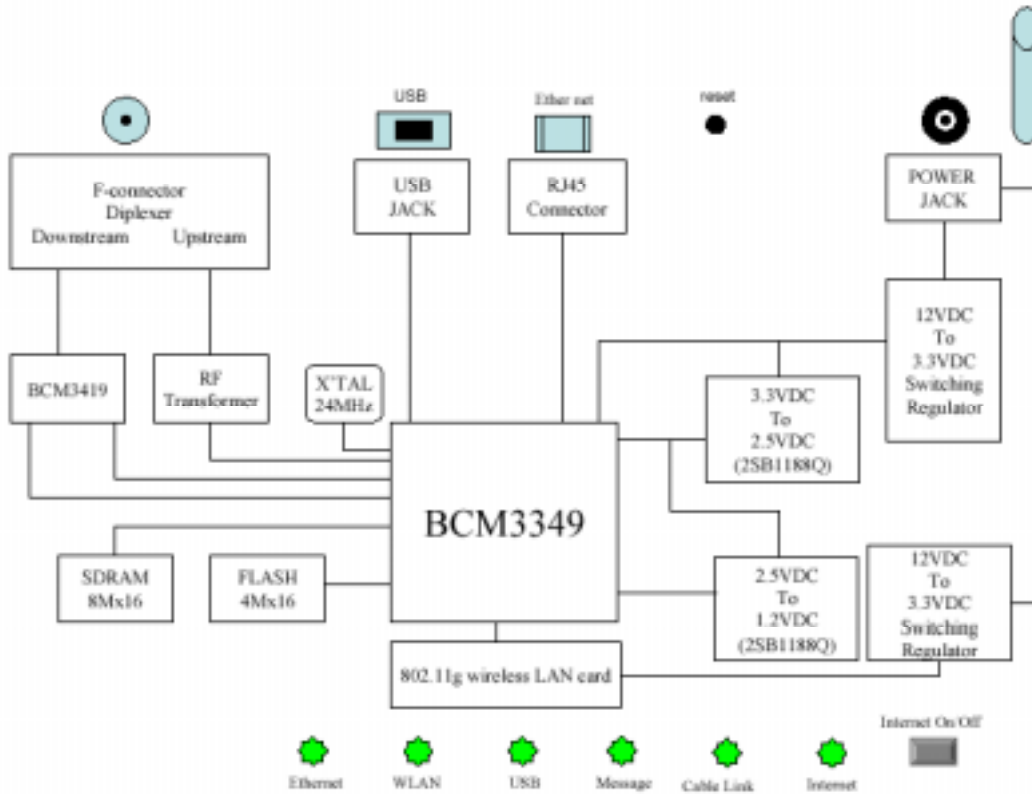 USB
Ether net
reset
F-connector
Diplexer
Downstream Upstream
USB
JACK
RJ45
Connector
POWER
JACK
BCM3419
RF
Transformer
X'TAL
24MHz
3.3VDC
To
2.5VDC
(2SB1188Q)
12VDC
To
3.3VDC
Switching
Regulator
BCM3349
SDRAM
8Mx16
FLASH
4Mx16
2.5VDC
To
1.2VDC
(2SB1188Q)
12VDC
To
3.3VDC
Switching
Regulator
802.11g wireless LAN card
Internet On/Off
Ethernet
WLAN
USB
Message
Cable Link
Internet